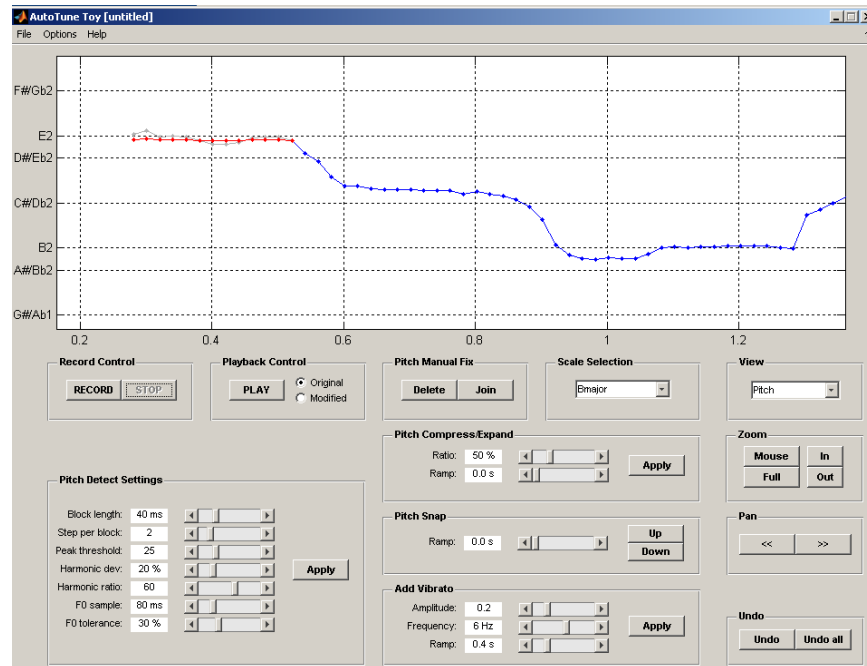 AutoTune Toy [untitled]
File Options Help
F#/Gb2
E2
D#/Eb2
C#/Db2
B2
A#/Bb2
G#/Ab1
0.2 0.4 0.6 0.8 1 1.2
Record Control
RECORD STOP
Playback Control
PLAY Original
Modified
Pitch Manual Fix
Delete Join
Scale Selection
Bmajor
View
Pitch
Pitch Compress/Expand
Ratio: 50 %
Ramp: 0.0 s
Apply
Zoom
Mouse In
Full Out
Pitch Detect Settings
Block length: 40 ms
Step per block: 2
Peak threshold: 25
Harmonic dev: 20 %
Harmonic ratio: 60
F0 sample: 80 ms
F0 tolerance: 30 %
Apply
Pitch Snap
Ramp: 0.0 s
Up
Down
Pan
<< >>
Add Vibrato
Amplitude: 0.2
Frequency: 6 Hz
Ramp: 0.4 s
Apply
Undo
Undo Undo all